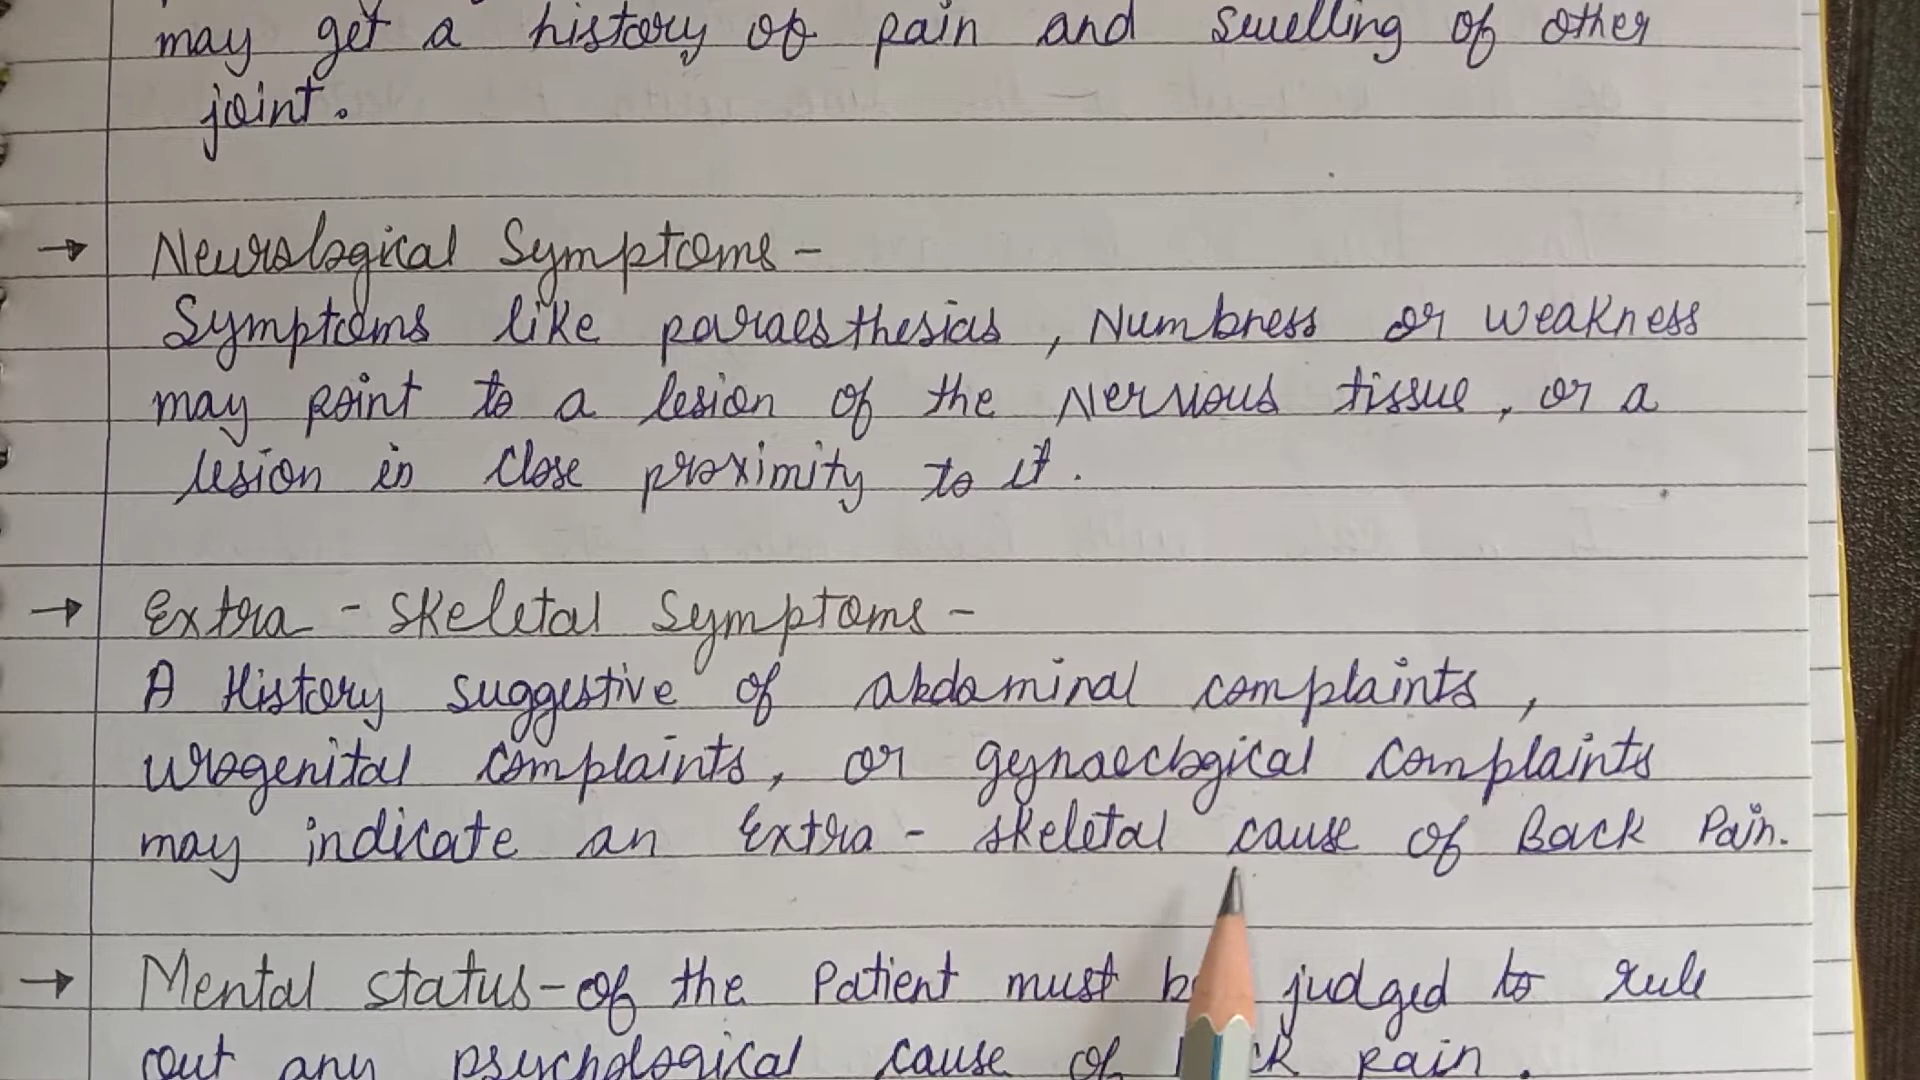 may get a history of pain and swelling of other
joint.
→ Neurological Symptoms -
Symptoms like paraesthesias, Numbness or weakness
may point to a lesion of the Nervous tissue, or a
lesion in close proximity to it.
→ Extra - Skeletal Symptoms -
A History suggestive of abdominal complaints,
urogenital complaints, or gynaeclogical complaints
may indicate an Extra - skeletal cause of Back Pain.
→ Mental status - of the Patient must be judged to rule
out any psychological cause of pain.